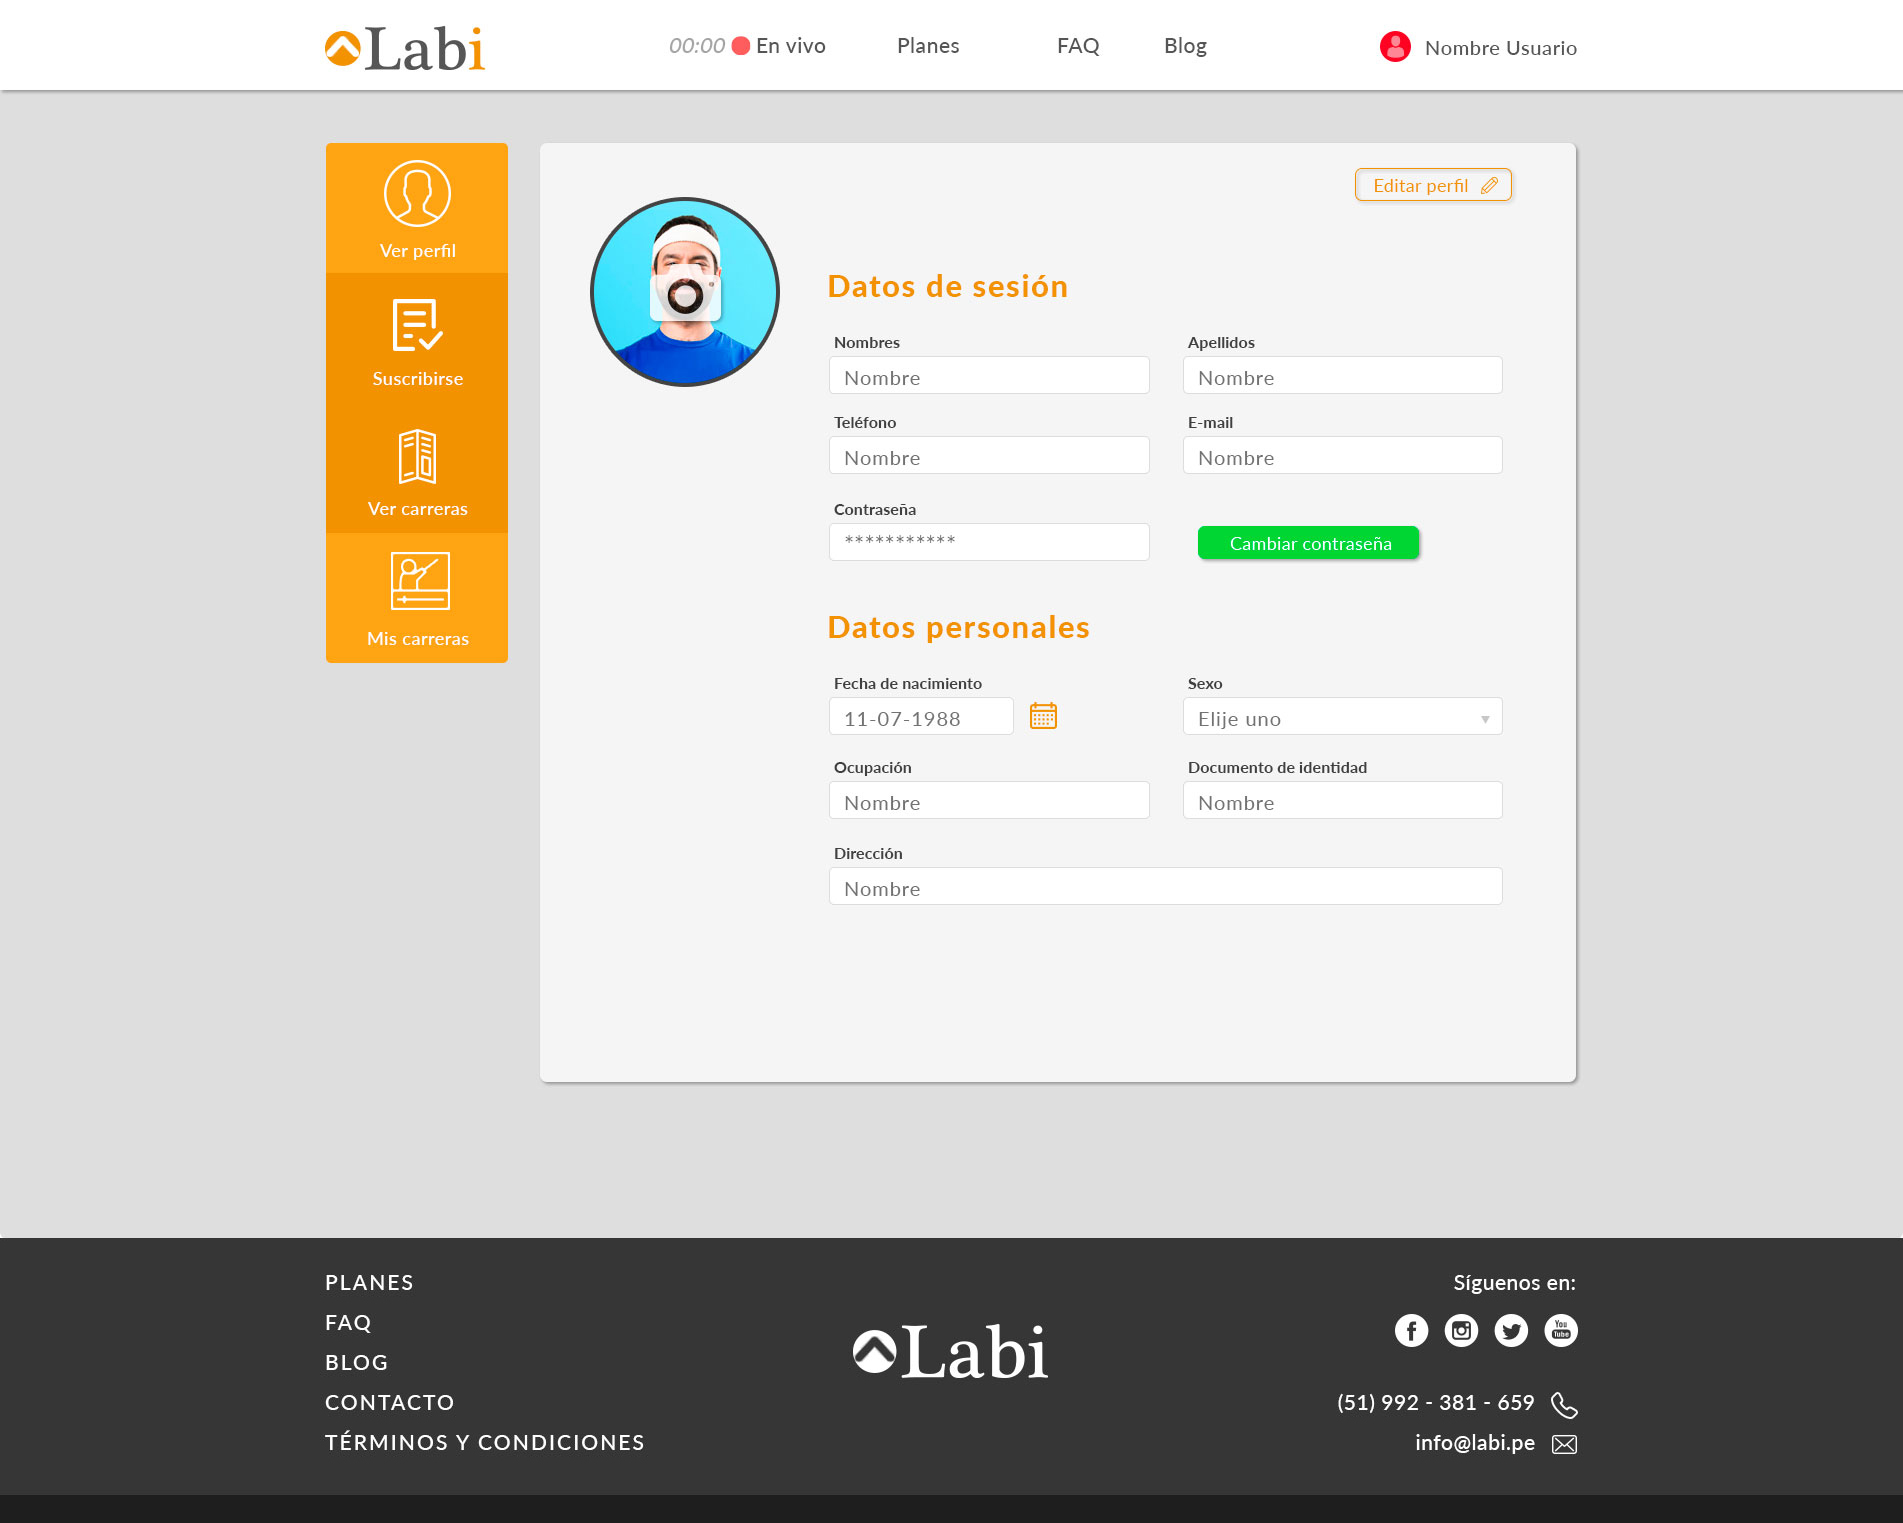 Labi
00:00 En vivo
Planes
FAQ
Blog
Nombre Usuario
Ver perfil
Suscribirse
Ver carreras
Mis carreras
Editar perfil
Datos de sesión
Nombres
Nombre
Apellidos
Nombre
Teléfono
Nombre
E-mail
Nombre
Contraseña
***********
Cambiar contraseña
Datos personales
Fecha de nacimiento
11-07-1988
Sexo
Elije uno
Ocupación
Nombre
Documento de identidad
Nombre
Dirección
Nombre
PLANES
FAQ
BLOG
CONTACTO
TÉRMINOS Y CONDICIONES
Labi
Síguenos en:
You
Tube
(51) 992 - 381 - 659
info@labi.pe